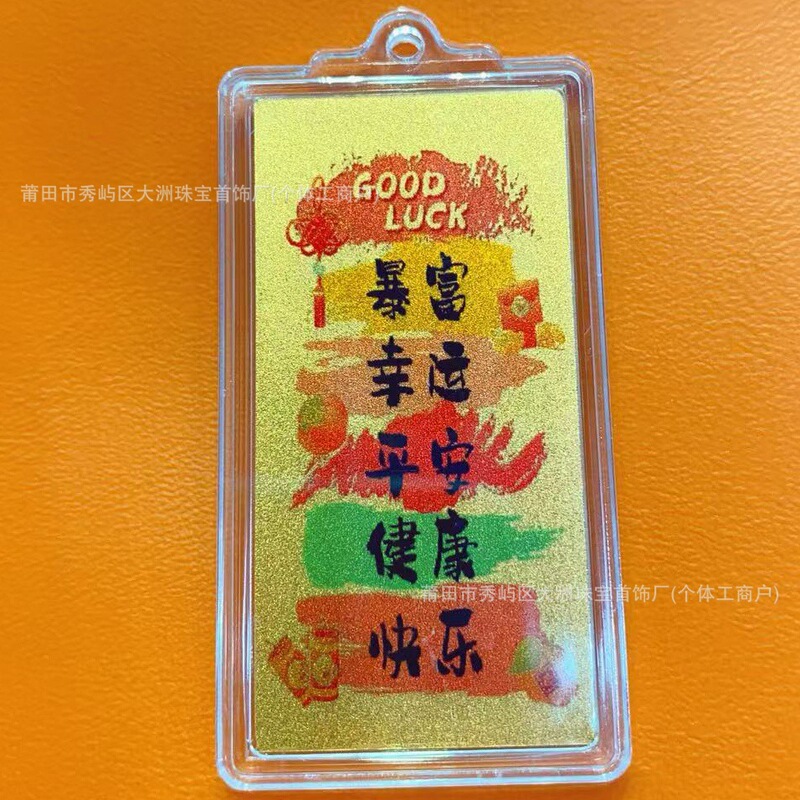 莆田市秀屿区大洲珠宝首饰厂(个体工商户
GOOD
LUCK
暴富
幸运
平安
健康
莆田市秀屿区大洲珠宝首饰厂(个体工商户)
快乐